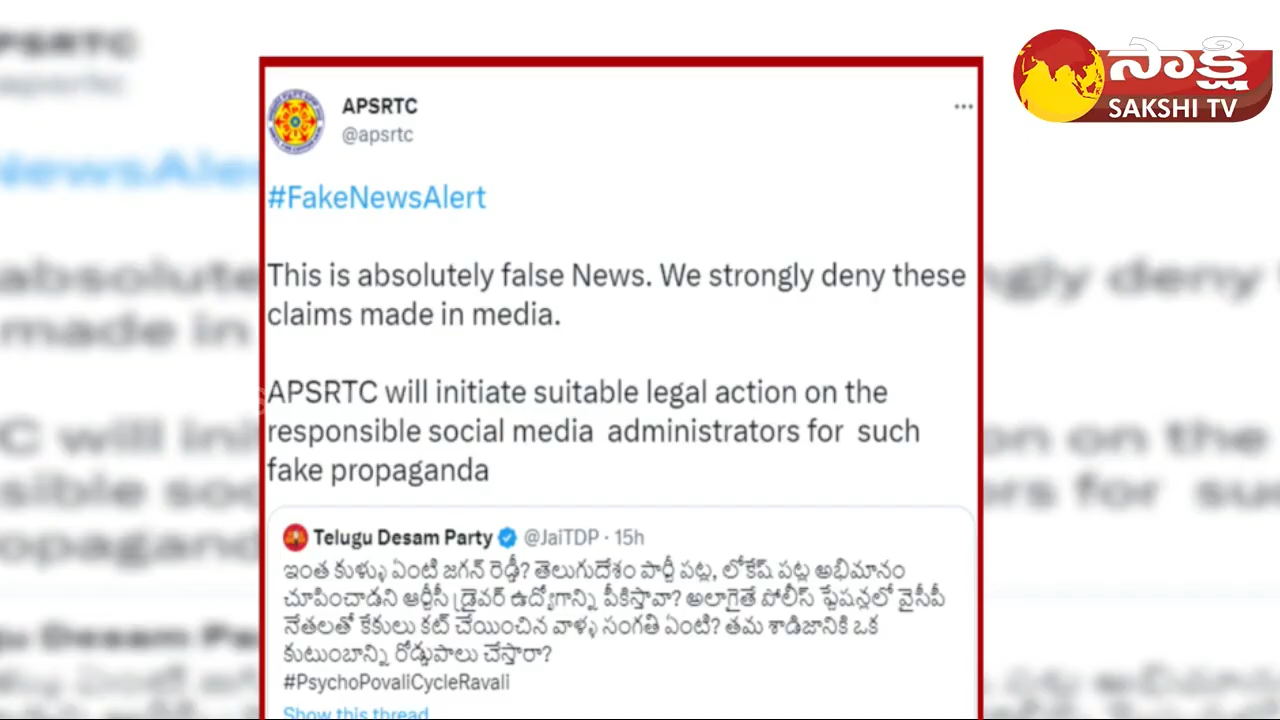 సాక్షి
SAKSHI TV
APSRTC
@apsrtc
#FakeNewsAlert
This is absolutely false News. We strongly deny these
claims made in media.
APSRTC will initiate suitable legal action on the
responsible social media administrators for such
fake propaganda
Telugu Desam Party @JaiTDP · 15h
ఇంత కుళ్ళు ఏంటి జగన్ రెడ్డీ? తెలుగుదేశం పార్టీ పట్ల, లోకేష్ పట్ల అభిమానం
చూపించాడని ఆర్టీసీ డ్రైవర్ ఉద్యోగాన్ని పీకిస్తావా? అలాగైతే పోలీస్ స్టేషన్లలో వైసీపీ
నేతలతో కేకులు కట్ చేయించిన వాళ్ళ సంగతి ఏంటి? తమ శాడిజానికి ఒక
కుటుంబాన్ని రోడ్డుపాలు చేస్తారా?
#PsychoPovaliCycleRavali
Show this thread